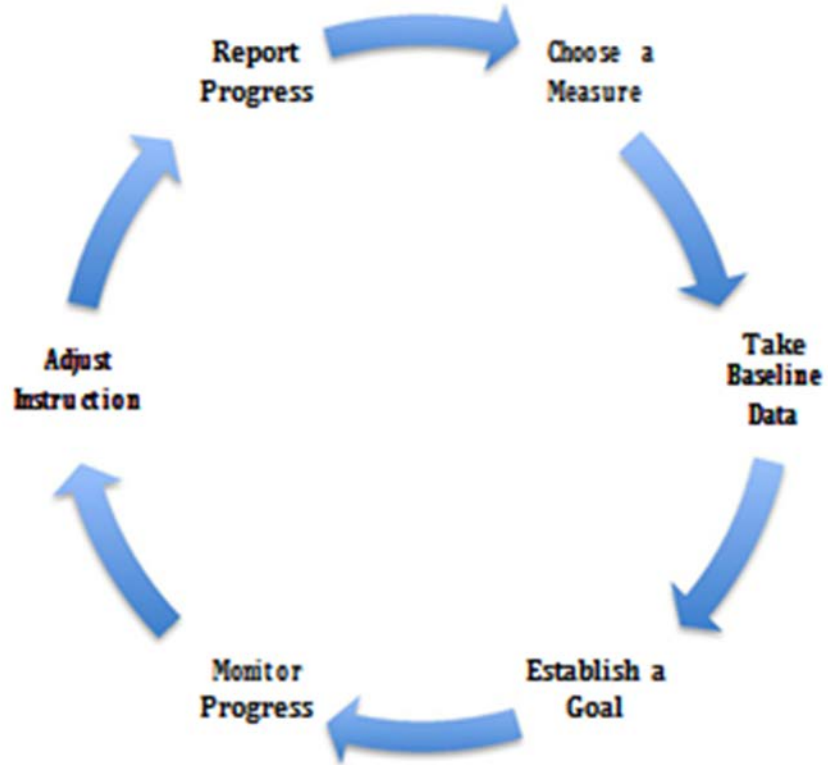 Report
Progress
Choose a
Measure
Take
Baseline
Data
Establish a
Goal
Monitor
Progress
Adjust
Instruction